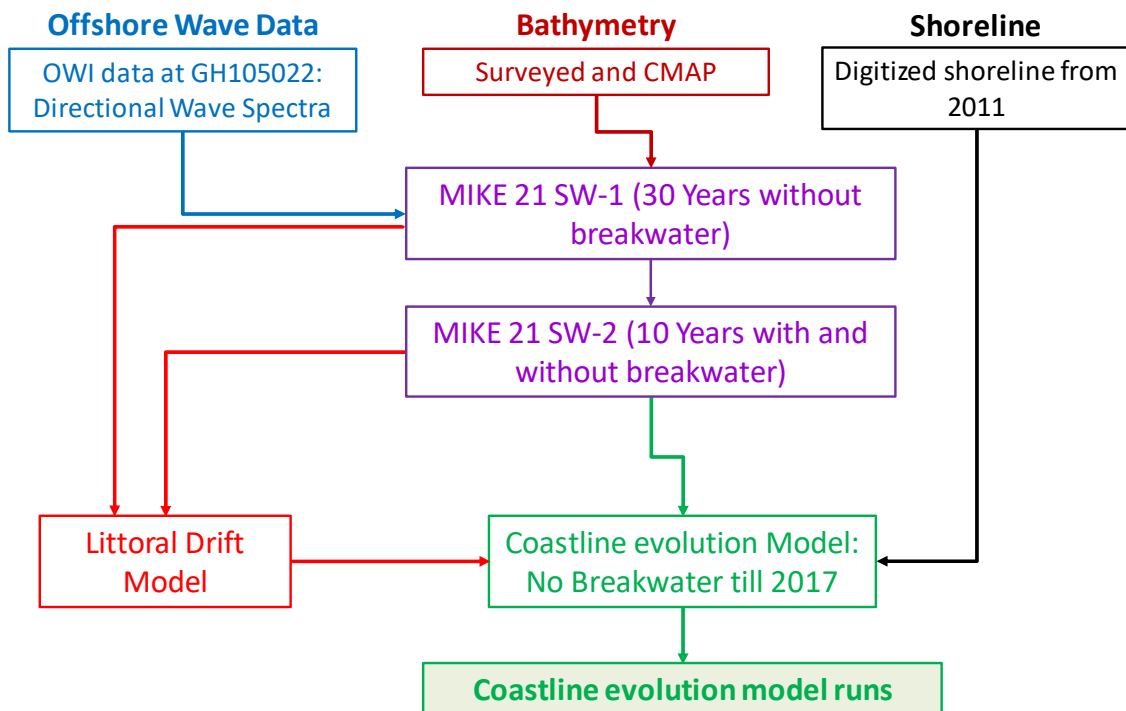 Offshore Wave Data
Bathymetry
Shoreline
OWI data at GH105022:
Directional Wave Spectra
Surveyed and CMAP
Digitized shoreline from
2011
MIKE 21 SW-1 (30 Years without
breakwater)
MIKE 21 SW-2 (10 Years with and
without breakwater)
Littoral Drift
Model
Coastline evolution Model:
No Breakwater till 2017
Coastline evolution model runs